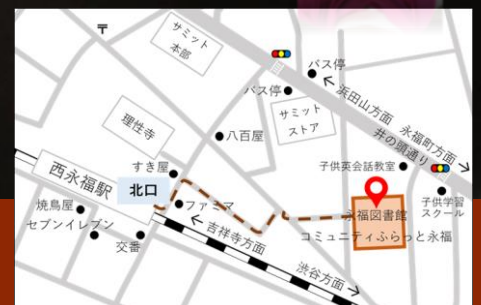 〒
サミット
本部
バス停
バス停
← 浜田山方面
永福町方面 →
井の頭通り
サミット
ストア
理性寺
八百屋
子供英会話教室
すき屋
西永福駅
北口
ファミマ
永福図書館
コミュニティふらっと永福
子供学習
スクール
焼鳥屋
セブンイレブン
交番
← 吉祥寺方面
渋谷方面 →